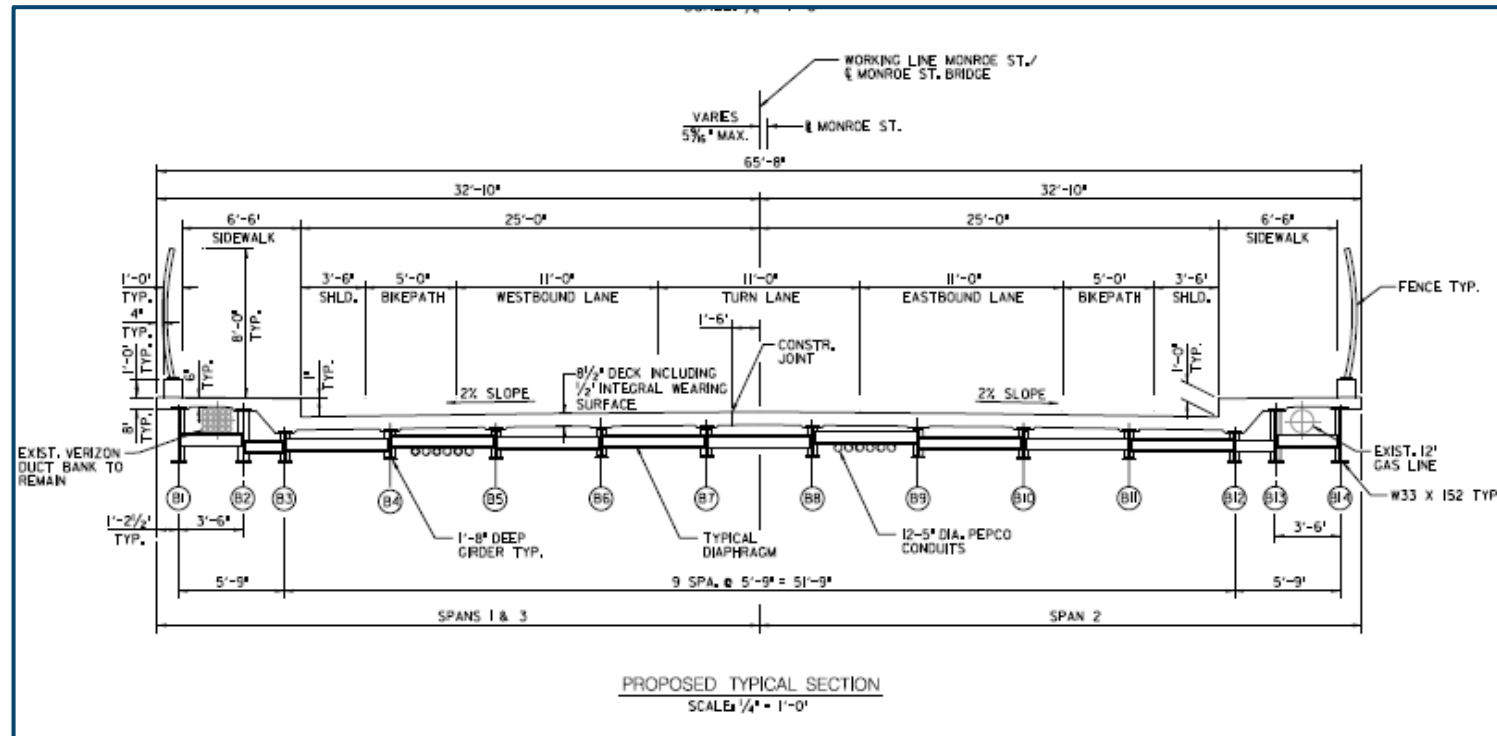 WORKING LINE MONROE ST./
℄ MONROE ST. BRIDGE
VARIES
5 9/16" MAX.
MONROE ST.
65'-8"
32'-10"
32'-10"
6'-6'
25'-0"
25'-0"
6'-6"
SIDEWALK
SIDEWALK
3'-6"
5'-0"
11'-0"
11'-0"
11'-0"
5'-0'
3'-6'
SHLD.
BIKEPATH
WESTBOUND LANE
TURN LANE
EASTBOUND LANE
BIKEPATH
SHLD.
1'-0'
TYP.
4"
TYP.
1'-0'
TYP.
6"
TYP.
8'-0"
TYP.
1"
TYP.
8'
TYP.
1'-6'
CONSTR.
JOINT
8 1/2" DECK INCLUDING
1/2' INTEGRAL WEARING
SURFACE
2% SLOPE
2% SLOPE
1'-0"
TYP.
FENCE TYP.
EXIST. VERIZON
DUCT BANK TO
REMAIN
EXIST. 12'
GAS LINE
W33 X 152 TYP
B1
B2
B3
B4
B5
B6
B7
B8
B9
B10
B11
B12
B13
B14
1'-2 1/2'
TYP.
3'-6"
1'-8" DEEP
GIRDER TYP.
TYPICAL
DIAPHRAGM
12-5" DIA. PEPCO
CONDUITS
3'-6'
5'-9"
9 SPA. @ 5'-9" = 51'-9"
5'-9'
SPANS 1 & 3
SPAN 2
PROPOSED TYPICAL SECTION
SCALE: 1/4" = 1'-0'